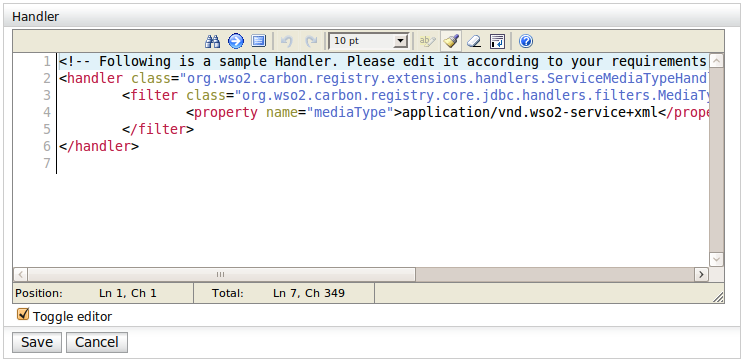 Handler
10 pt
1 <!-- Following is a sample Handler. Please edit it according to your requirements
2 <handler class="org.wso2.carbon.registry.extensions.handlers.ServiceMediaTypeHandl
3 <filter class="org.wso2.carbon.registry.core.jdbc.handlers.filters.MediaTy
4 <property name="mediaType">application/vnd.wso2-service+xml</prope
5 </filter>
6 </handler>
7
Position: Ln 1, Ch 1 Total: Ln 7, Ch 349
Toggle editor
Save Cancel